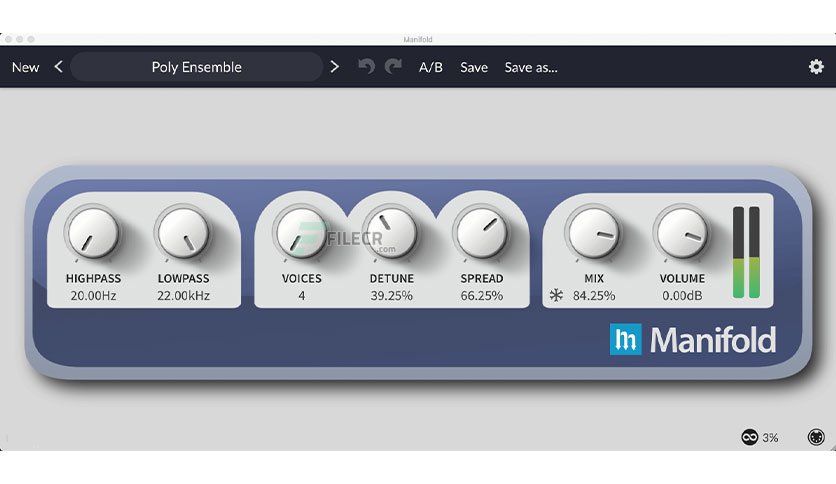 Manifold
New Poly Ensemble A/B Save Save as...
HIGHPASS LOWPASS VOICES DETUNE SPREAD MIX VOLUME
20.00Hz 22.00kHz 4 39.25% 66.25% 84.25% 0.00dB
FILECR
.com
m Manifold
3%